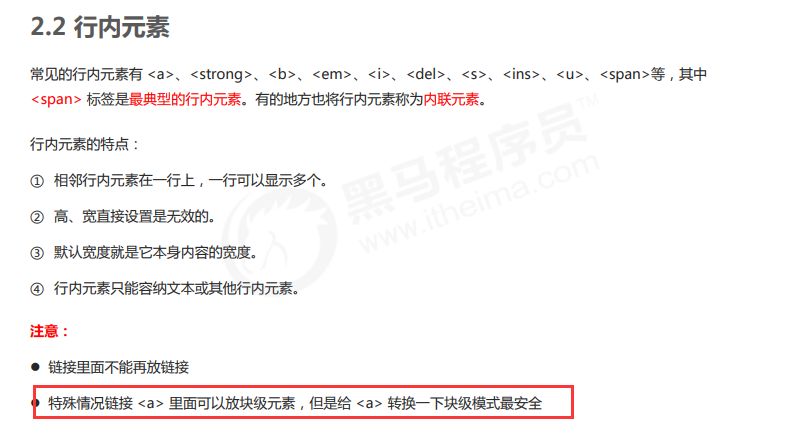 2.2 行内元素
常见的行内元素有 <a>、<strong>、<b>、<em>、<i>、<del>、<s>、<ins>、<u>、<span>等，其中
<span> 标签是最典型的行内元素。有的地方也将行内元素称为内联元素。
行内元素的特点：
① 相邻行内元素在一行上，一行可以显示多个。
② 高、宽直接设置是无效的。
③ 默认宽度就是它本身内容的宽度。
④ 行内元素只能容纳文本或其他行内元素。
注意：
● 链接里面不能再放链接
● 特殊情况链接 <a> 里面可以放块级元素，但是给 <a> 转换一下块级模式最安全
黑马程序员™
www.itheima.com